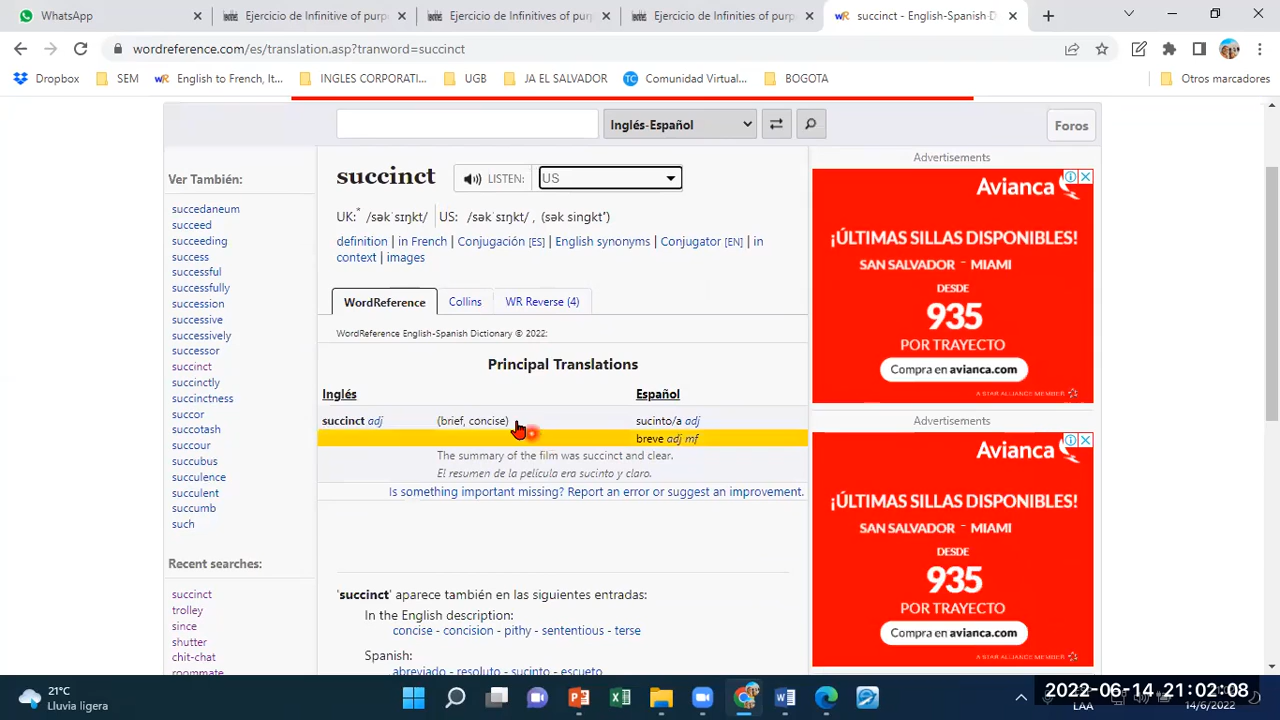 WhatsApp
Ejercicio de Infinitive of purp
Ejercicio de Infinities of purp
Ejercicio de Infinities of purp
succinct - English-Spanish D
wordreference.com/es/translation.asp?tranword=succinct
Dropbox
SEM
English to French, It...
INGLES CORPORATI...
UGB
JA EL SALVADOR
Comunidad Virtual...
BOGOTA
Otros marcadores
Inglés-Español
Foros
Ver También:
succedaneum
succeed
succeeding
success
successful
successfully
succession
successive
successively
successor
succinct
succinctly
succinctness
succor
succotash
succour
succubus
succulence
succulent
succumb
such
Recent searches:
succinct
trolley
since
shutter
chit-chat
roommate
succinct
LISTEN:
US
UK: /səkˈsɪŋkt/ US: /səkˈsɪŋkt/ , (sək singktʹ)
definition | in French | Conjugación [ES] | English synonyms | Conjugator [EN] | in
context | images
WordReference
Collins
WR Reverse (4)
WordReference English-Spanish Dictionary © 2022:
Principal Translations
Inglés
Español
succinct adj
(brief, concise)
sucinto/a adj
breve adj mf
The summary of the film was succinct and clear.
El resumen de la película era sucinto y claro.
Is something important missing? Report an error or suggest an improvement.
'succinct' aparece también en las siguientes entradas:
In the English description:
concise - concision - pithy - sententious - terse
Spanish:
abreviado - resoluto - sucinto - sucinta
Advertisements
Avianca
¡ÚLTIMAS SILLAS DISPONIBLES!
SAN SALVADOR - MIAMI
DESDE
935
POR TRAYECTO
Compra en avianca.com
A STAR ALLIANCE MEMBER
Advertisements
Avianca
¡ÚLTIMAS SILLAS DISPONIBLES!
SAN SALVADOR - MIAMI
DESDE
935
POR TRAYECTO
Compra en avianca.com
A STAR ALLIANCE MEMBER
21°C
Lluvia ligera
LAA
2022-06-14 21:02:08
14/6/2022